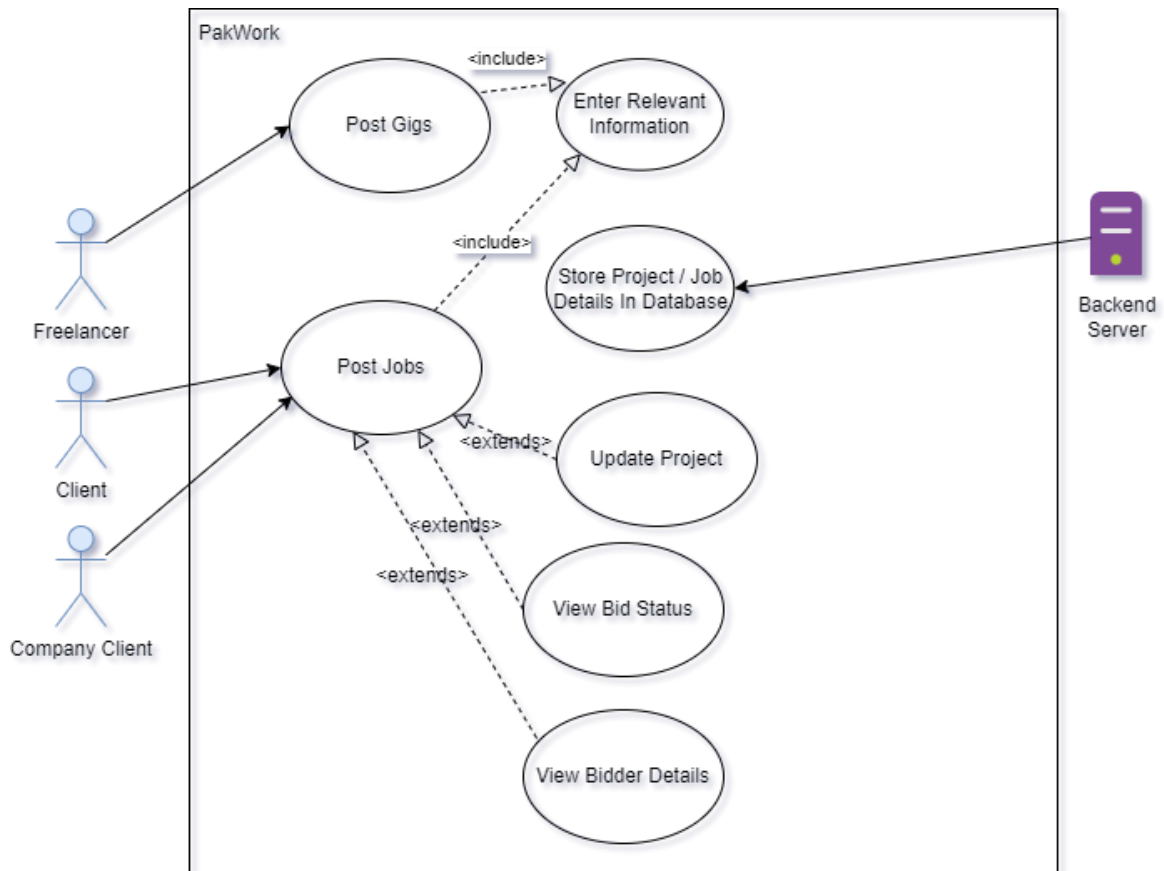 PakWork
<include>
Post Gigs
Enter Relevant
Information
<include>
Store Project / Job
Details In Database
Backend
Server
Freelancer
Post Jobs
<extends>
Update Project
Client
<extends>
<extends>
View Bid Status
Company Client
View Bidder Details